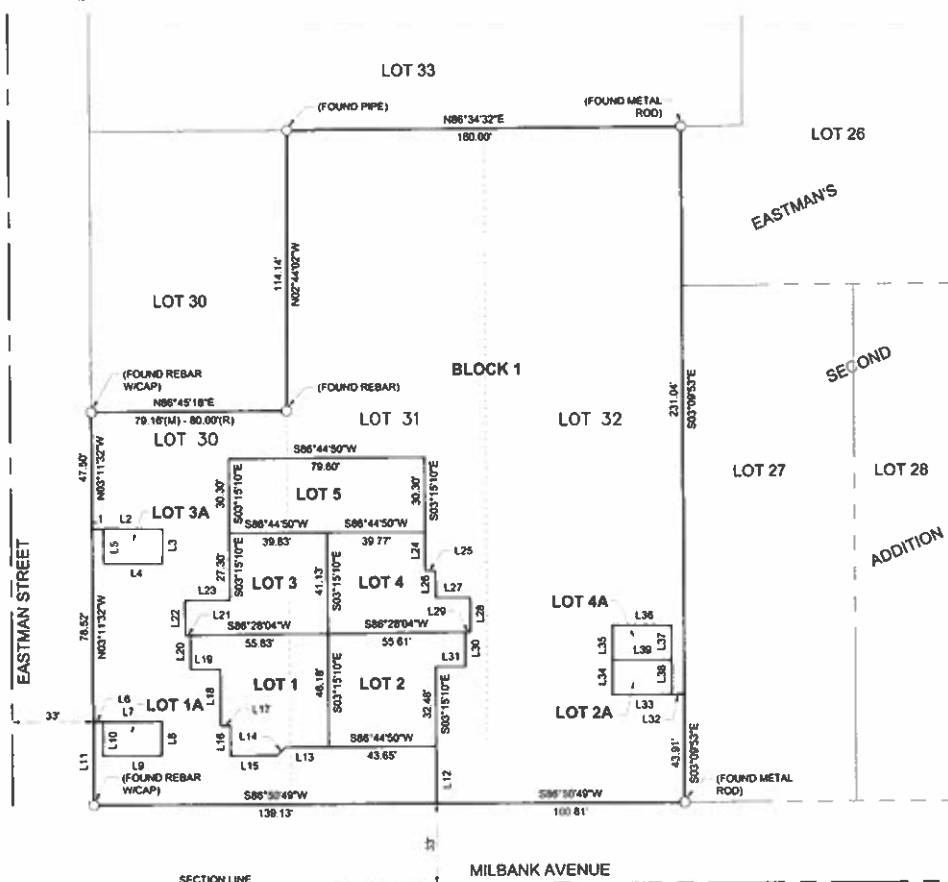 LOT 33
(FOUND PIPE)
(FOUND METAL
ROD)
N86°34'32"E
160.00'
LOT 26
EASTMAN'S
114.14'
N02°44'02"W
LOT 30
BLOCK 1
SECOND
(FOUND REBAR
W/CAP)
(FOUND REBAR)
N86°45'18"E
79.16'(M) - 80.00'(R)
LOT 30
LOT 31
LOT 32
231.04'
S03°09'53"E
LOT 27
LOT 28
47.50'
N03°11'32"W
S86°44'50"W
79.60'
30.30'
S03°15'10"E
LOT 5
30.30'
S03°15'10"E
LOT 3A
L2
L5
L3
L4
S86°44'50"W
39.83'
S86°44'50"W
39.77'
ADDITION
EASTMAN STREET
27.30'
S03°15'10"E
LOT 3
41.13'
S03°15'10"E
LOT 4
L24
L25
L26
L27
L23
L22
L21
L29
L28
S86°28'04"W
55.83'
S86°28'04"W
55.61'
LOT 4A
L36
L35
L37
L39
L34
L38
L33
L32
LOT 2A
78.52'
N03°11'32"W
L20
L19
L18
LOT 1
46.18'
S03°15'10"E
LOT 2
L31
L30
32.46'
S03°15'10"E
L6
L7
LOT 1A
L10
L8
L9
L17
L16
L14
L15
L13
S86°44'50"W
43.65'
33'
L11
L12
43.91'
S03°09'53"E
(FOUND REBAR
W/CAP)
(FOUND METAL
ROD)
S86°50'49"W
139.13'
S86°50'49"W
100.81'
33'
MILBANK AVENUE
SECTION LINE